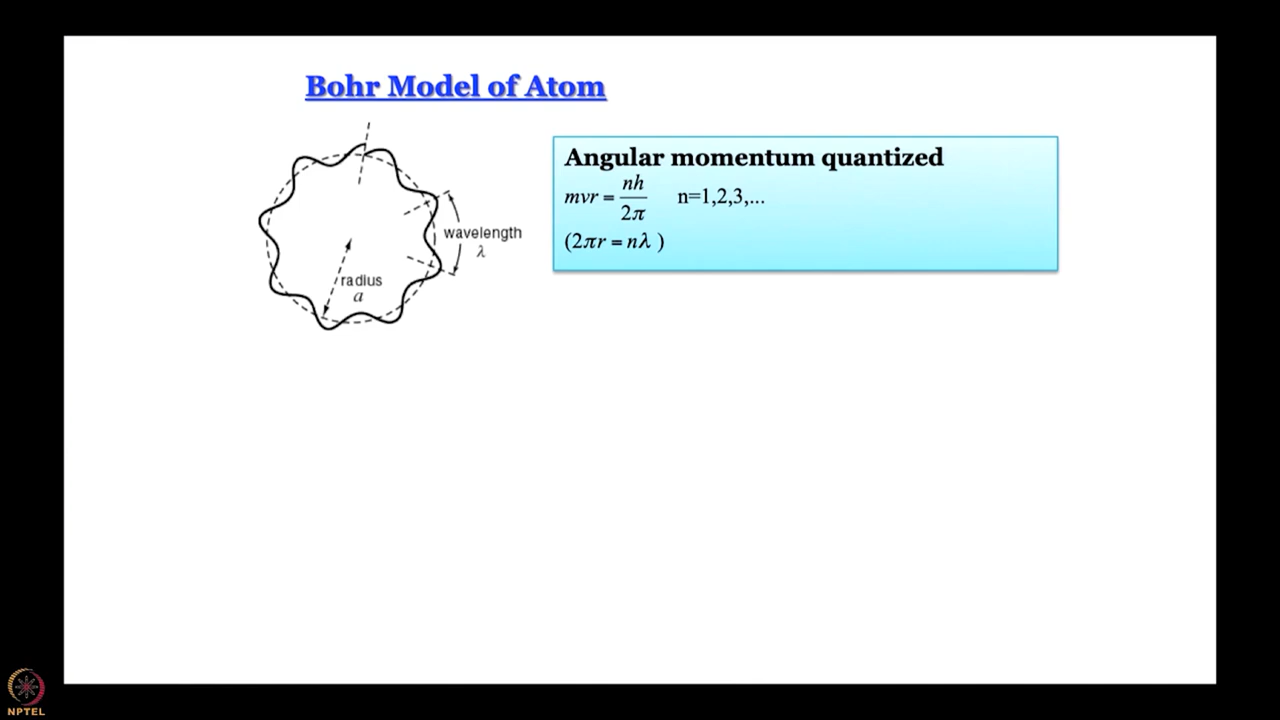 Bohr Model of Atom
Angular momentum quantized
mvr = nh/2π n=1,2,3,...
(2πr = nλ )
wavelength
λ
radius
a
NPTEL